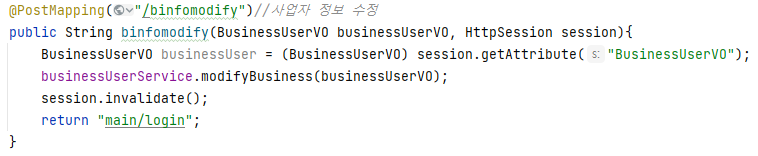 @PostMapping("/binfomodify")//사업자 정보 수정
public String binfomodify(BusinessUserVO businessUserVO, HttpSession session){
BusinessUserVO businessUser = (BusinessUserVO) session.getAttribute( s: "BusinessUserVO");
businessUserService.modifyBusiness(businessUserVO);
session.invalidate();
return "main/login";
}